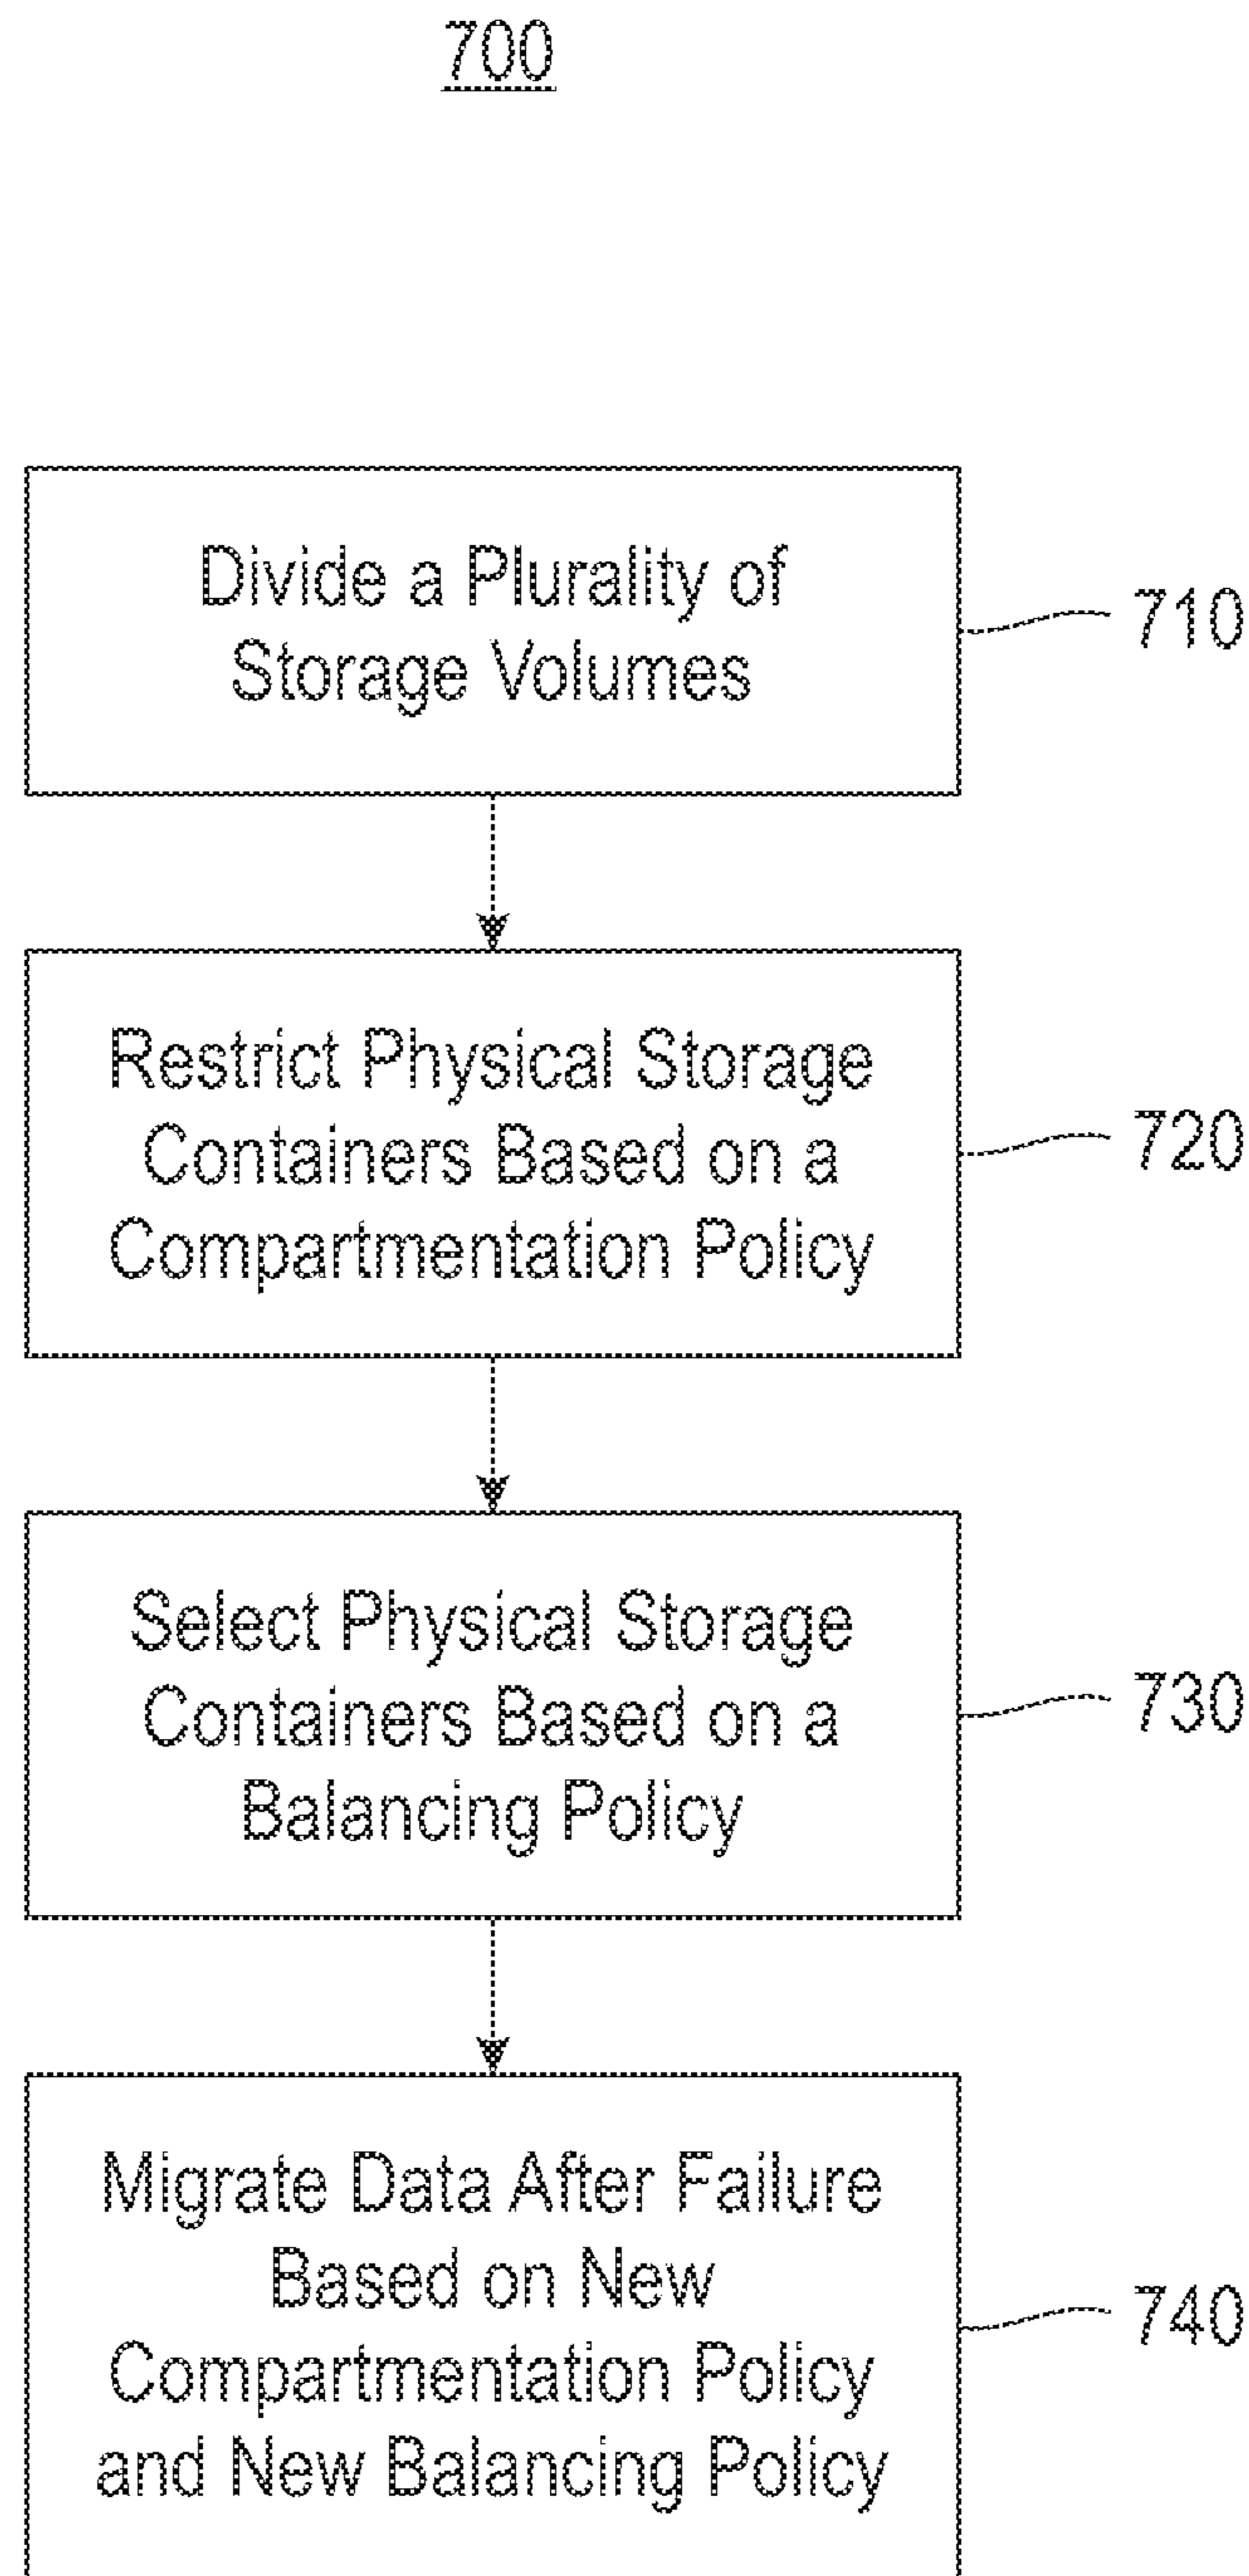 700
Divide a Plurality of
Storage Volumes
710
Restrict Physical Storage
Containers Based on a
Compartmentation Policy
720
Select Physical Storage
Containers Based on a
Balancing Policy
730
Migrate Data After Failure
Based on New
Compartmentation Policy
and New Balancing Policy
740